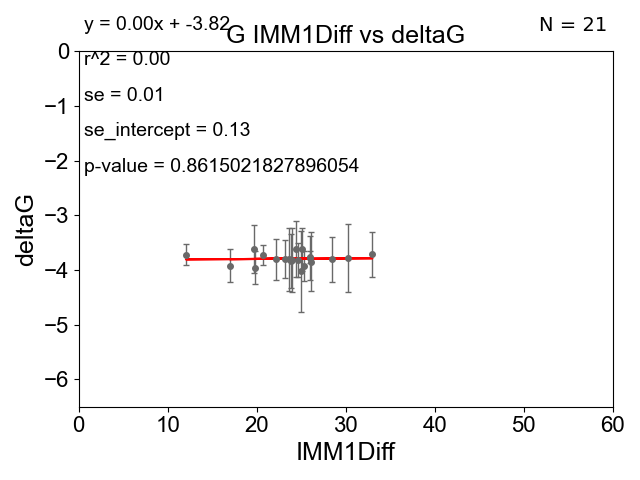 y = 0.00x + -3.82
N = 21
G IMM1Diff vs deltaG
r^2 = 0.00
se = 0.01
se_intercept = 0.13
p-value = 0.8615021827896054
0
−1
−2
−3
−4
−5
−6
deltaG
0 10 20 30 40 50 60
IMM1Diff